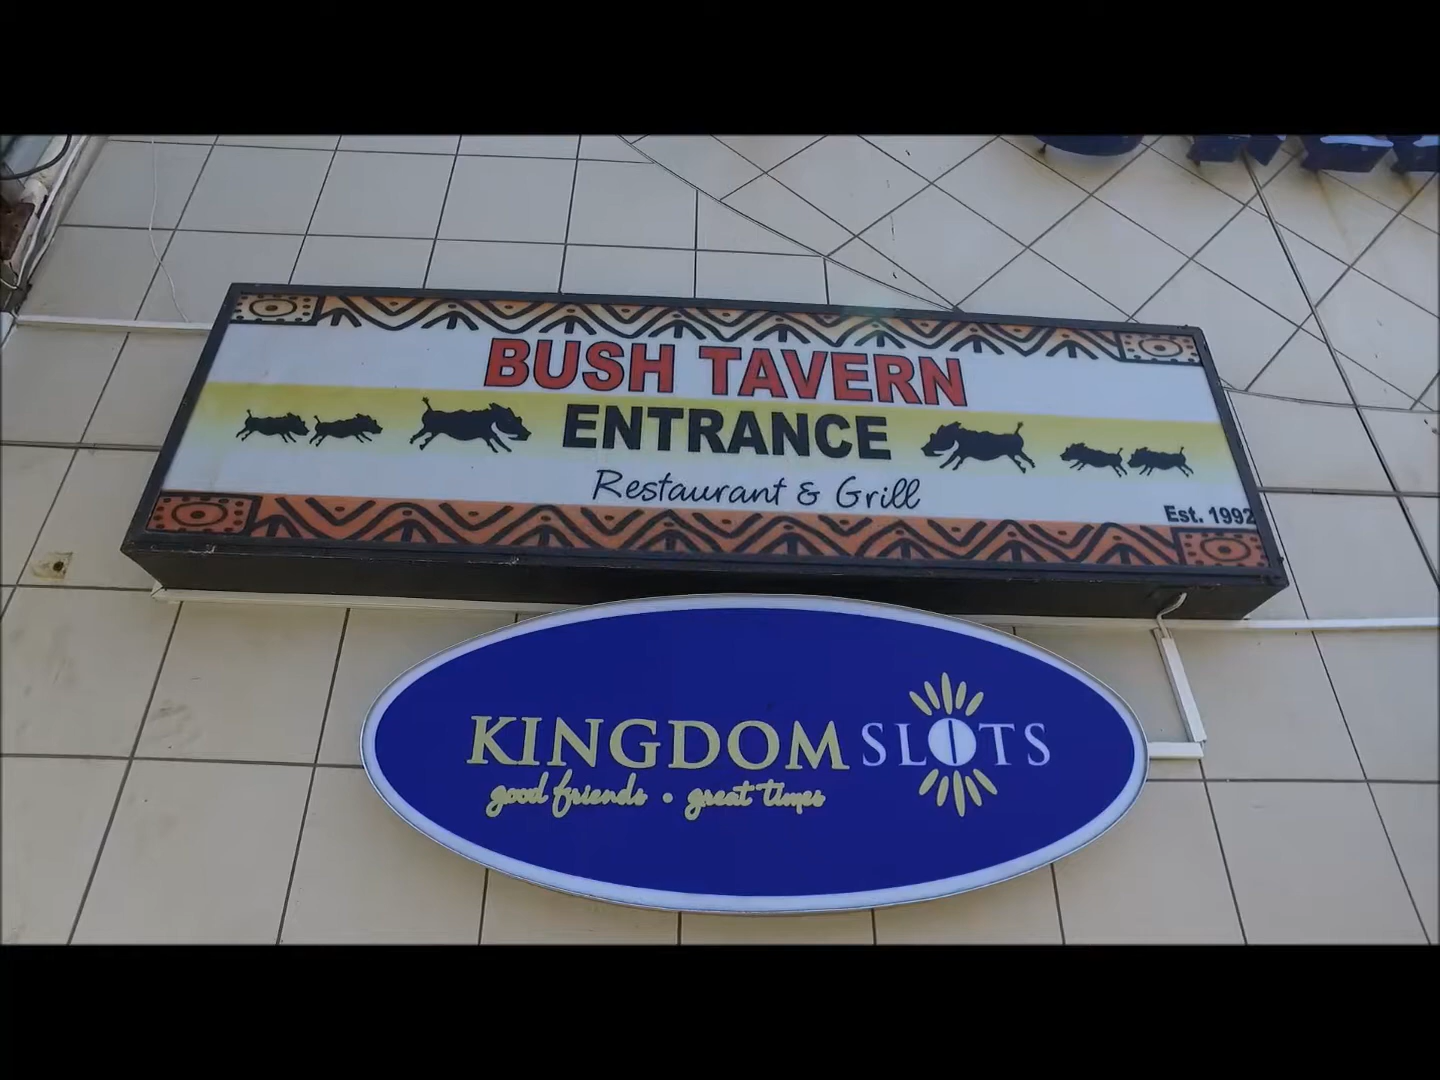 BUSH TAVERN
ENTRANCE
Restaurant & Grill
Est. 1992
KINGDOM SLOTS
good friends • great times